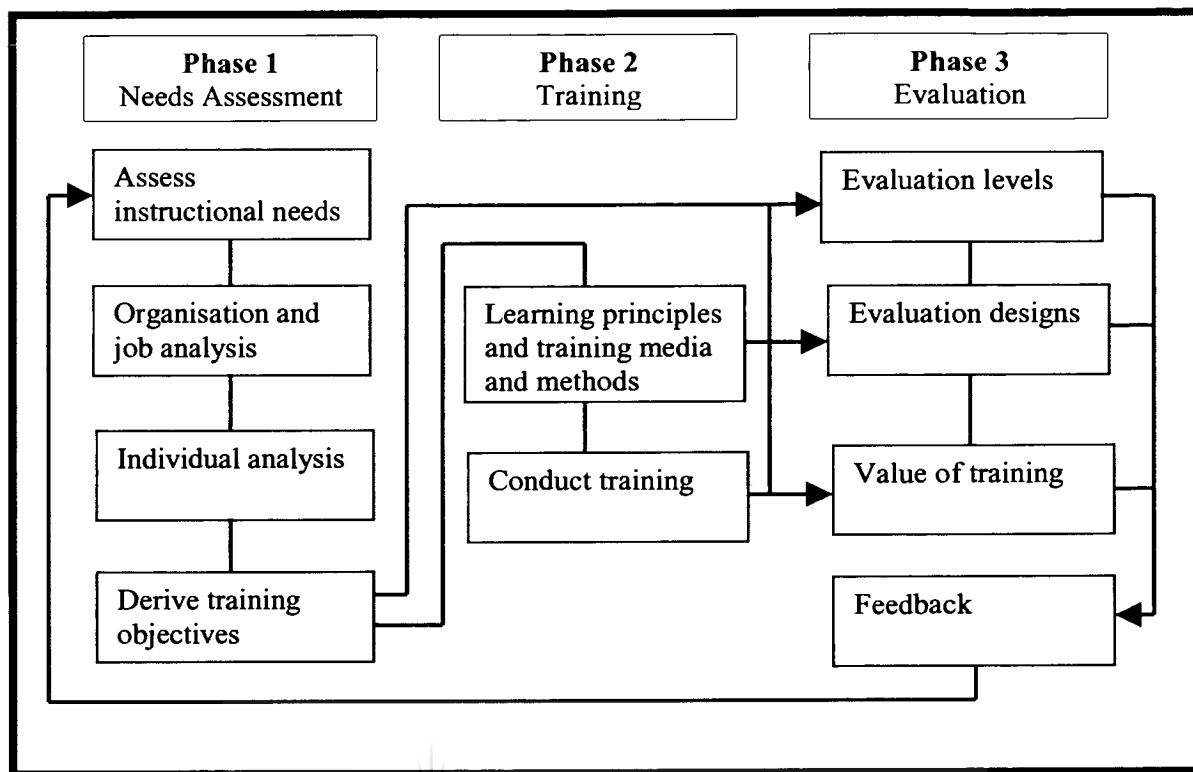 Phase 1
Needs Assessment
Phase 2
Training
Phase 3
Evaluation
Assess
instructional needs
Organisation and
job analysis
Individual analysis
Derive training
objectives
Learning principles
and training media
and methods
Conduct training
Evaluation levels
Evaluation designs
Value of training
Feedback